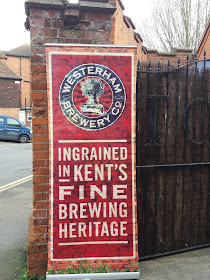 WESTERHAM
BREWERY CO
INGRAINED
IN KENT'S
FINE
BREWING
HERITAGE